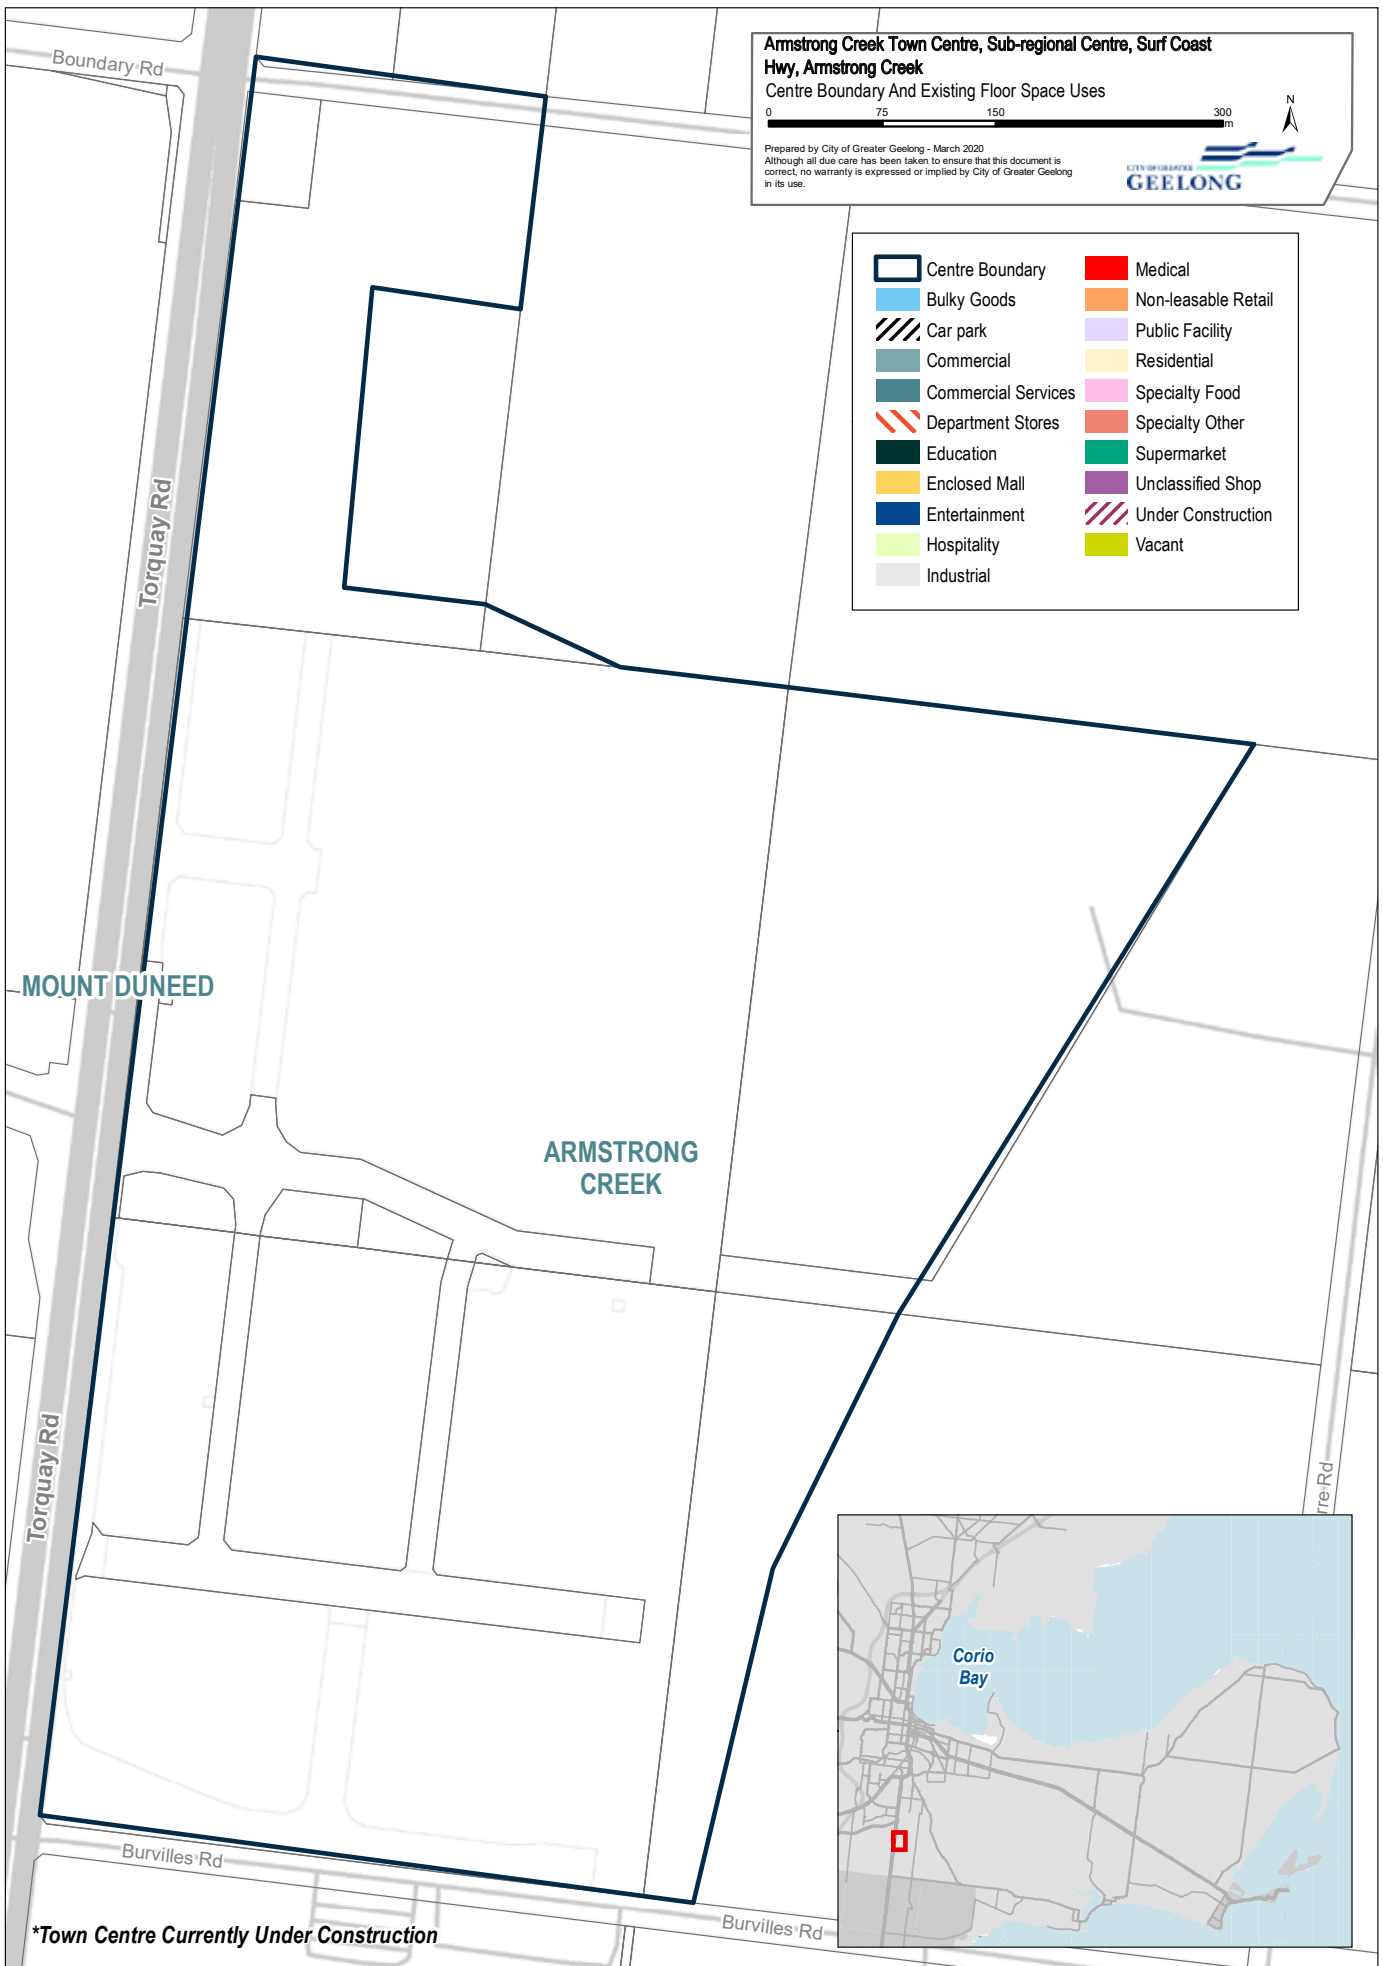 Armstrong Creek Town Centre, Sub-regional Centre, Surf Coast
Hwy, Armstrong Creek
Centre Boundary And Existing Floor Space Uses
0 75 150 300
m
N
Prepared by City of Greater Geelong - March 2020
Although all due care has been taken to ensure that this document is
correct, no warranty is expressed or implied by City of Greater Geelong
in its use.
CITY OF GREATER
GEELONG
Boundary Rd
Centre Boundary
Bulky Goods
Car park
Commercial
Commercial Services
Department Stores
Education
Enclosed Mall
Entertainment
Hospitality
Industrial
Medical
Non-leasable Retail
Public Facility
Residential
Specialty Food
Specialty Other
Supermarket
Unclassified Shop
Under Construction
Vacant
Torquay Rd
MOUNT DUNEED
ARMSTRONG
CREEK
Torquay Rd
rre Rd
Corio
Bay
Burvilles Rd
Burvilles Rd
*Town Centre Currently Under Construction